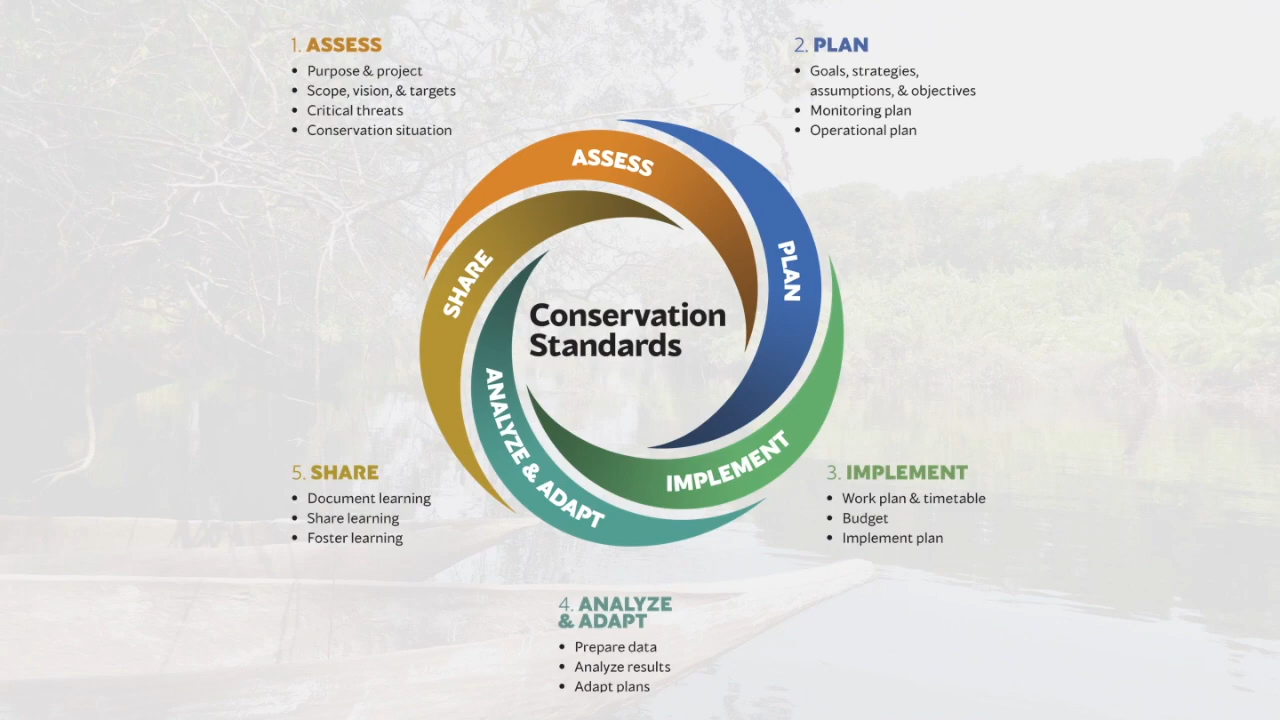 1. ASSESS
• Purpose & project
• Scope, vision, & targets
• Critical threats
• Conservation situation
2. PLAN
• Goals, strategies,
assumptions, & objectives
• Monitoring plan
• Operational plan
ASSESS
PLAN
SHARE
Conservation
Standards
ANALYZE & ADAPT
IMPLEMENT
5. SHARE
• Document learning
• Share learning
• Foster learning
3. IMPLEMENT
• Work plan & timetable
• Budget
• Implement plan
4. ANALYZE
& ADAPT
• Prepare data
• Analyze results
• Adapt plans